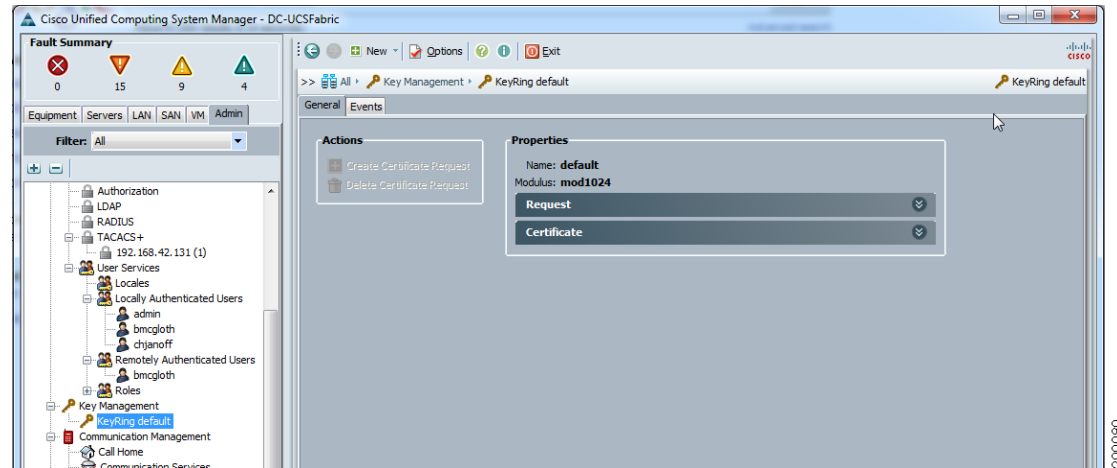 Cisco Unified Computing System Manager - DC-UCSFabric
Fault Summary
0 15 9 4
Equipment Servers LAN SAN VM Admin
Filter: All
Authorization
LDAP
RADIUS
TACACS+
192.168.42.131 (1)
User Services
Locales
Locally Authenticated Users
admin
bmcgloth
chjanoff
Remotely Authenticated Users
bmcgloth
Roles
Key Management
KeyRing default
Communication Management
Call Home
Communication Services
New Options Exit
CISCO
>> All Key Management KeyRing default
KeyRing default
General Events
Actions
Create Certificate Request
Delete Certificate Request
Properties
Name: default
Modulus: mod1024
Request
Certificate